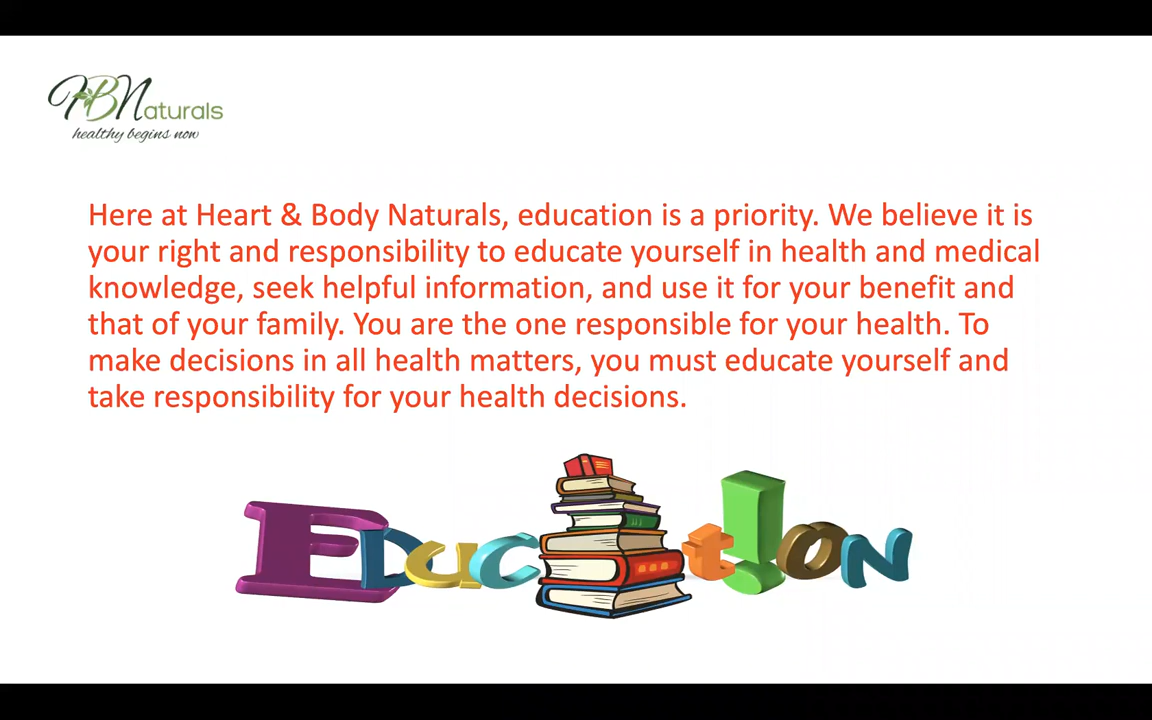 HBNaturals
healthy begins now
Here at Heart & Body Naturals, education is a priority. We believe it is
your right and responsibility to educate yourself in health and medical
knowledge, seek helpful information, and use it for your benefit and
that of your family. You are the one responsible for your health. To
make decisions in all health matters, you must educate yourself and
take responsibility for your health decisions.
Educt!on